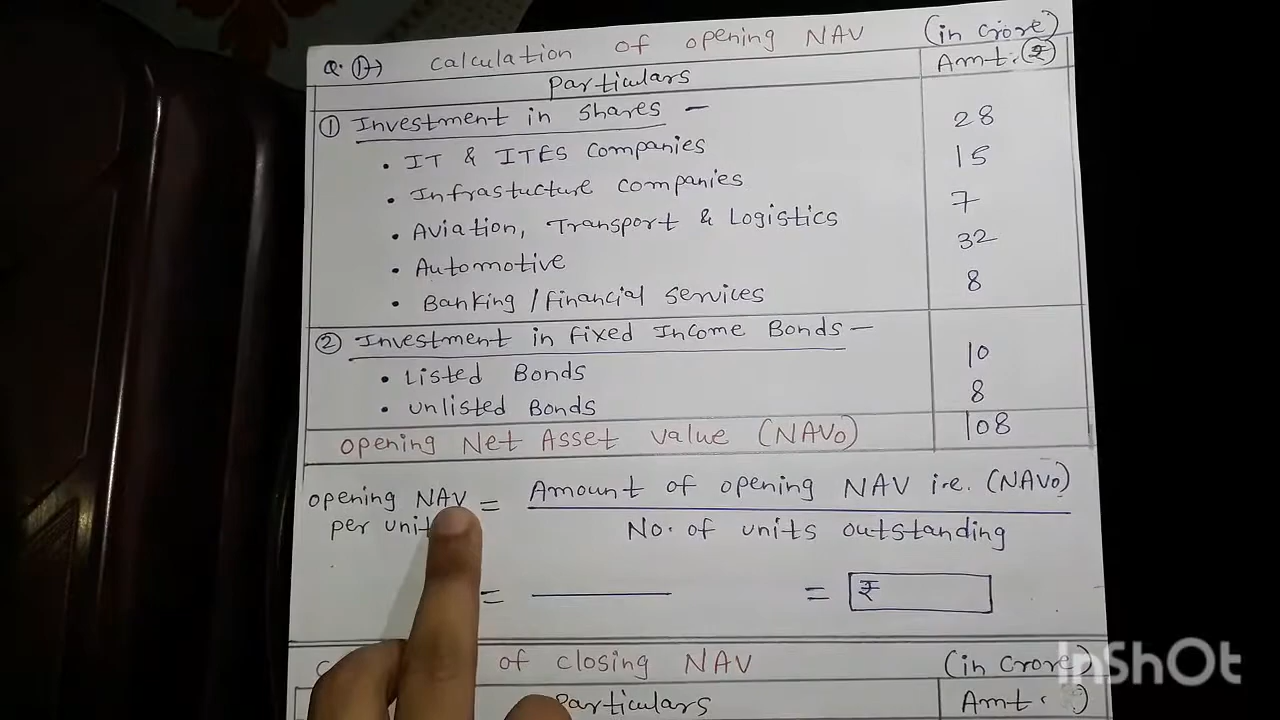 Q.① → calculation of opening NAV (in crore)
Particulars Amt. (₹)
① Investment in shares – 28
• IT & ITES Companies 15
• Infrastucture companies 7
• Aviation, Transport & Logistics 32
• Automotive 8
• Banking / financial services
② Investment in fixed Income Bonds – 10
• Listed Bonds 8
• unlisted Bonds
opening Net Asset value (NAV₀) 108
opening NAV per unit = Amount of opening NAV i.e. (NAV₀)
No. of units outstanding
= = ₹
of closing NAV (in crore)
Particulars Amt.
InShOt